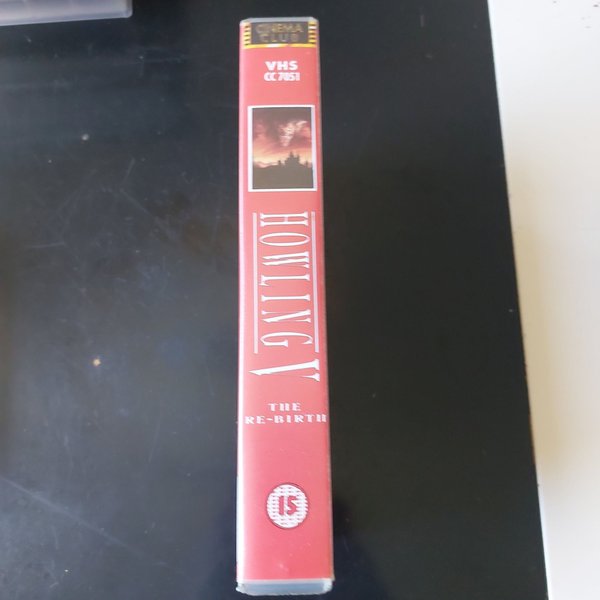 CINEMA
CLUB
VHS
CC 7051
HOWLING V
THE
RE-BIRTH
15